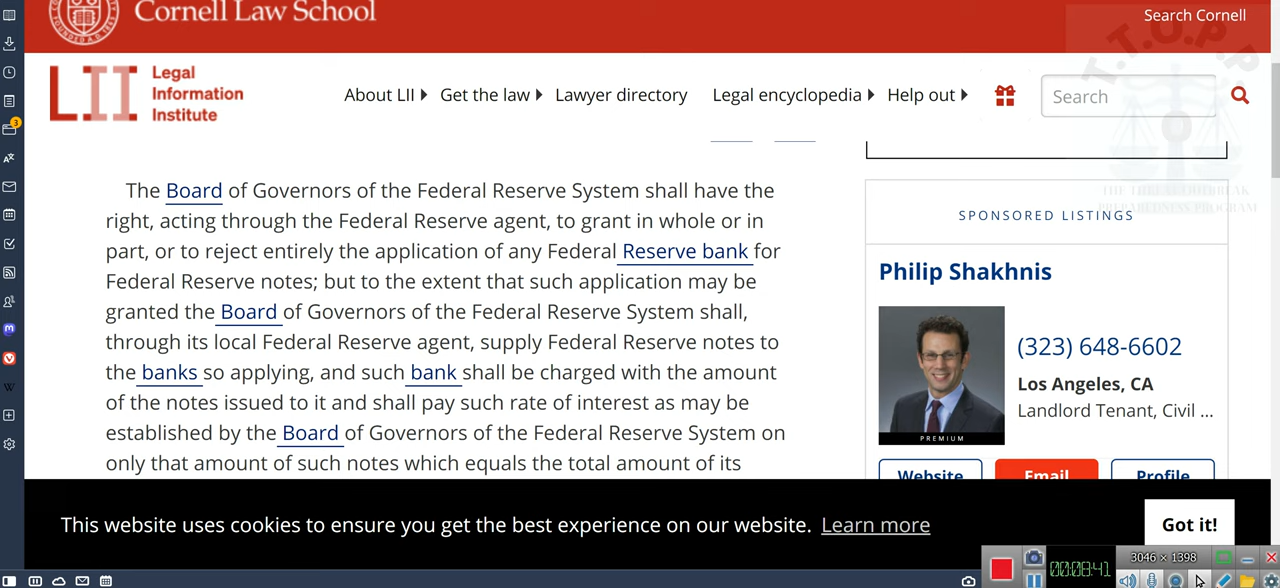 Cornell Law School
Search Cornell
T.T.O.P.P
LII Legal Information Institute
About LII Get the law Lawyer directory Legal encyclopedia Help out Search
THE THREAT OUTBREAK
PREPAREDNESS PROGRAM
The Board of Governors of the Federal Reserve System shall have the
right, acting through the Federal Reserve agent, to grant in whole or in
part, or to reject entirely the application of any Federal Reserve bank for
Federal Reserve notes; but to the extent that such application may be
granted the Board of Governors of the Federal Reserve System shall,
through its local Federal Reserve agent, supply Federal Reserve notes to
the banks so applying, and such bank shall be charged with the amount
of the notes issued to it and shall pay such rate of interest as may be
established by the Board of Governors of the Federal Reserve System on
only that amount of such notes which equals the total amount of its
SPONSORED LISTINGS
Philip Shakhnis
PREMIUM
(323) 648-6602
Los Angeles, CA
Landlord Tenant, Civil ...
Website Email Profile
This website uses cookies to ensure you get the best experience on our website. Learn more
Got it!
3
3046 × 1398
00:08:41